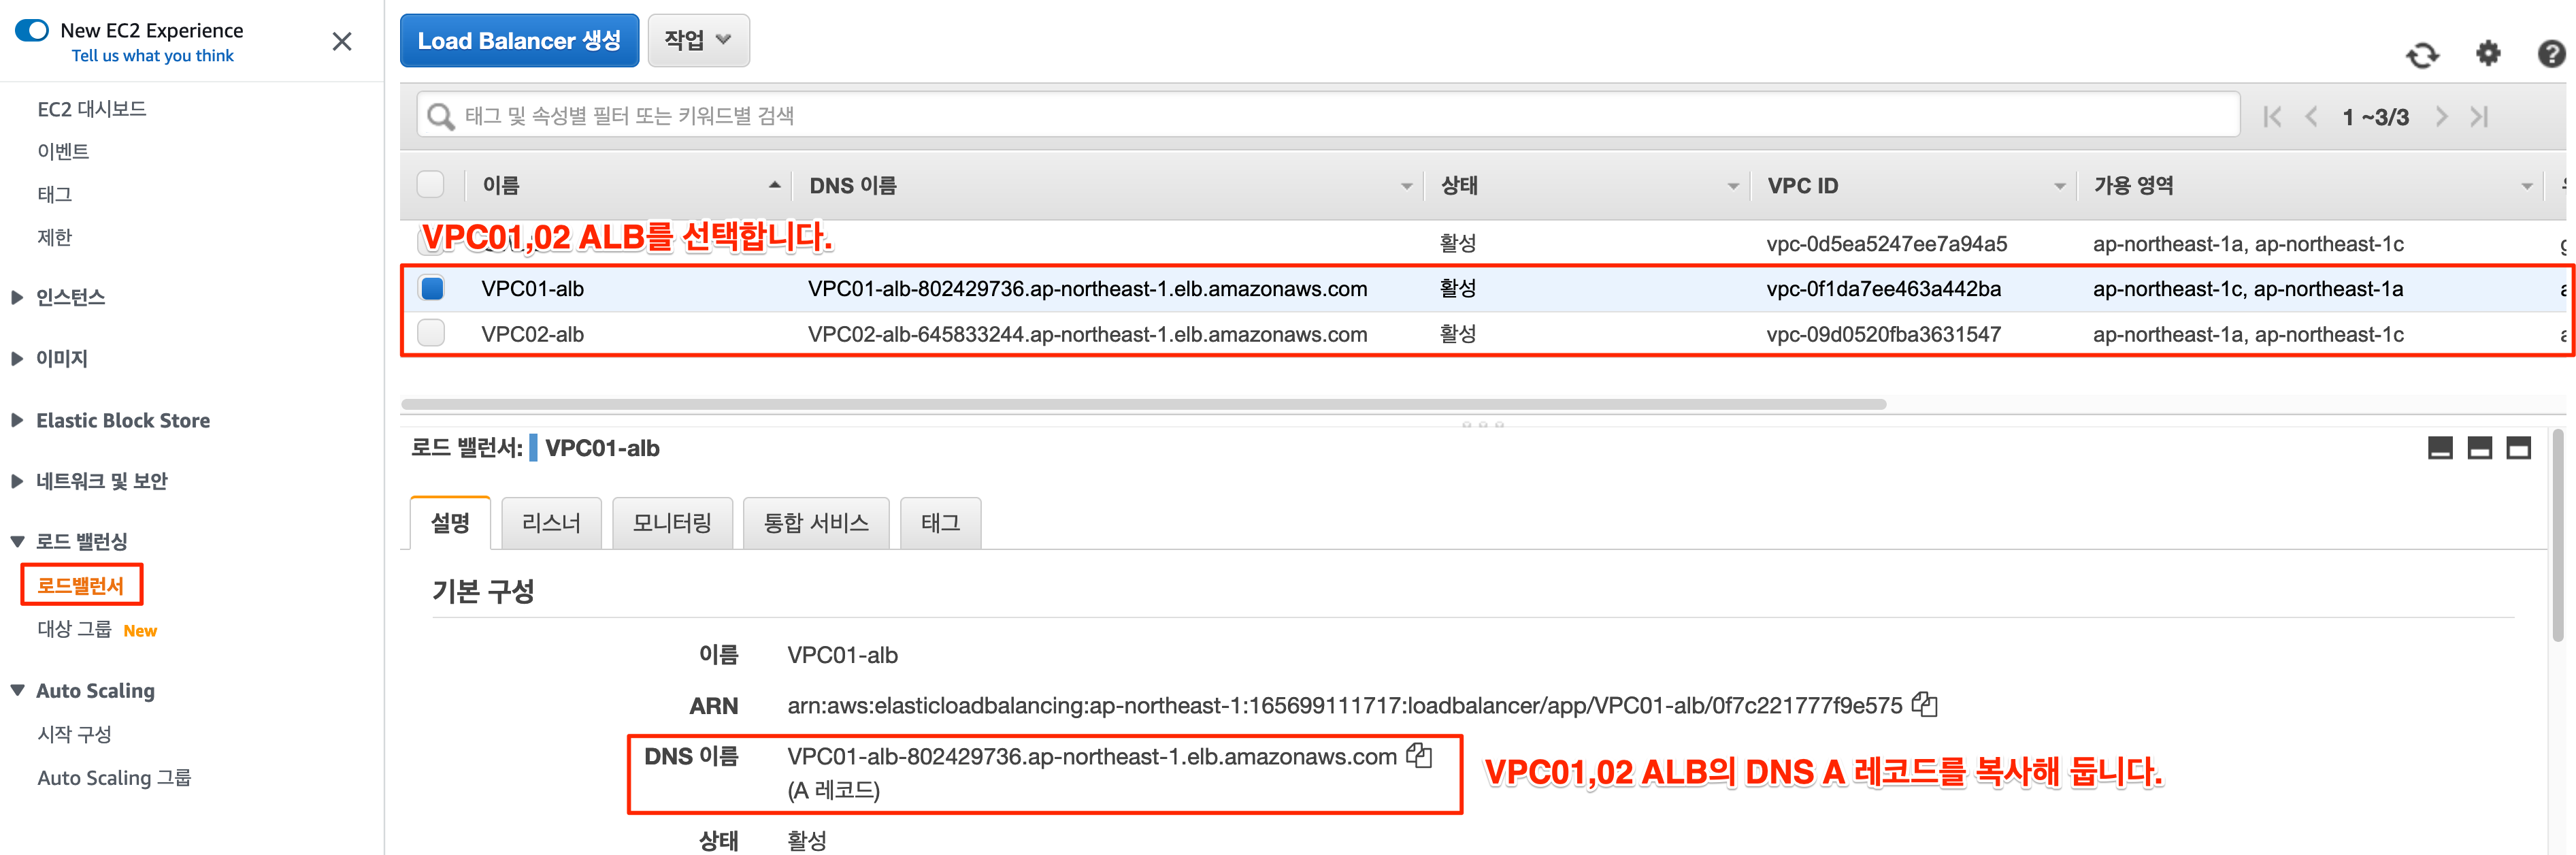 New EC2 Experience
Tell us what you think
EC2 대시보드
이벤트
태그
제한
인스턴스
이미지
Elastic Block Store
네트워크 및 보안
로드 밸런싱
로드밸런서
대상 그룹 New
Auto Scaling
시작 구성
Auto Scaling 그룹
Load Balancer 생성 작업
태그 및 속성별 필터 또는 키워드별 검색 1 ~3/3
이름 DNS 이름 상태 VPC ID 가용 영역
VPC01,02 ALB를 선택합니다.
활성 vpc-0d5ea5247ee7a94a5 ap-northeast-1a, ap-northeast-1c
VPC01-alb VPC01-alb-802429736.ap-northeast-1.elb.amazonaws.com 활성 vpc-0f1da7ee463a442ba ap-northeast-1c, ap-northeast-1a
VPC02-alb VPC02-alb-645833244.ap-northeast-1.elb.amazonaws.com 활성 vpc-09d0520fba3631547 ap-northeast-1a, ap-northeast-1c
로드 밸런서: VPC01-alb
설명 리스너 모니터링 통합 서비스 태그
기본 구성
이름 VPC01-alb
ARN arn:aws:elasticloadbalancing:ap-northeast-1:165699111717:loadbalancer/app/VPC01-alb/0f7c221777f9e575
DNS 이름 VPC01-alb-802429736.ap-northeast-1.elb.amazonaws.com
(A 레코드)
VPC01,02 ALB의 DNS A 레코드를 복사해 둡니다.
상태 활성